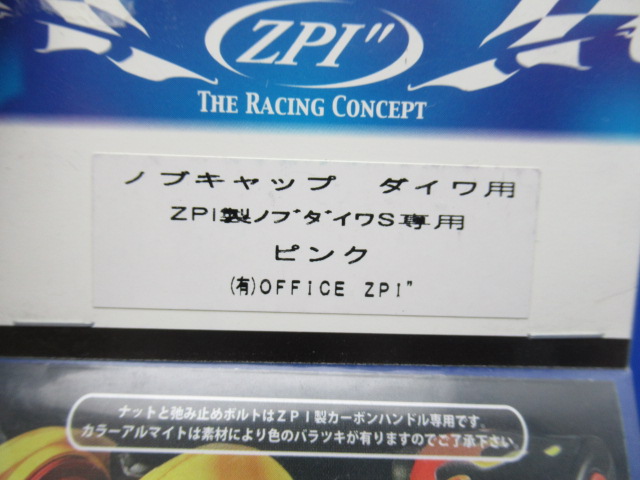 ZPI"
THE RACING CONCEPT
ノブキャップ　ダイワ用
ZPI製ノブダイワS専用
ピンク
(有)OFFICE ZPI"
ナットと弛み止めボルトはZPI製カーボンハンドル専用です。
カラーアルマイトは素材により色のバラツキが有りますのでご了承下さい。